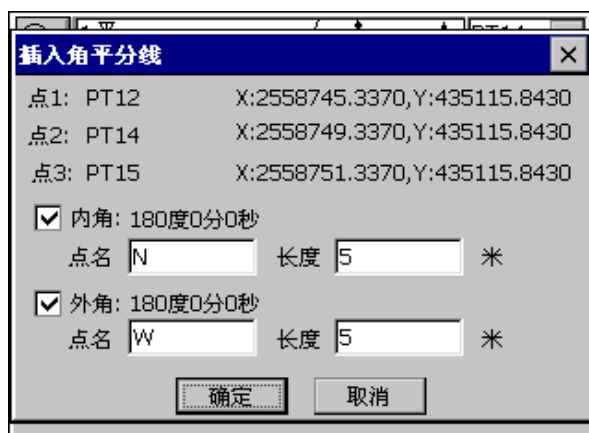 插入角平分线
点1: PT12 X:2558745.3370,Y:435115.8430
点2: PT14 X:2558749.3370,Y:435115.8430
点3: PT15 X:2558751.3370,Y:435115.8430
内角: 180度0分0秒
点名 N 长度 5 米
外角: 180度0分0秒
点名 W 长度 5 米
确定 取消